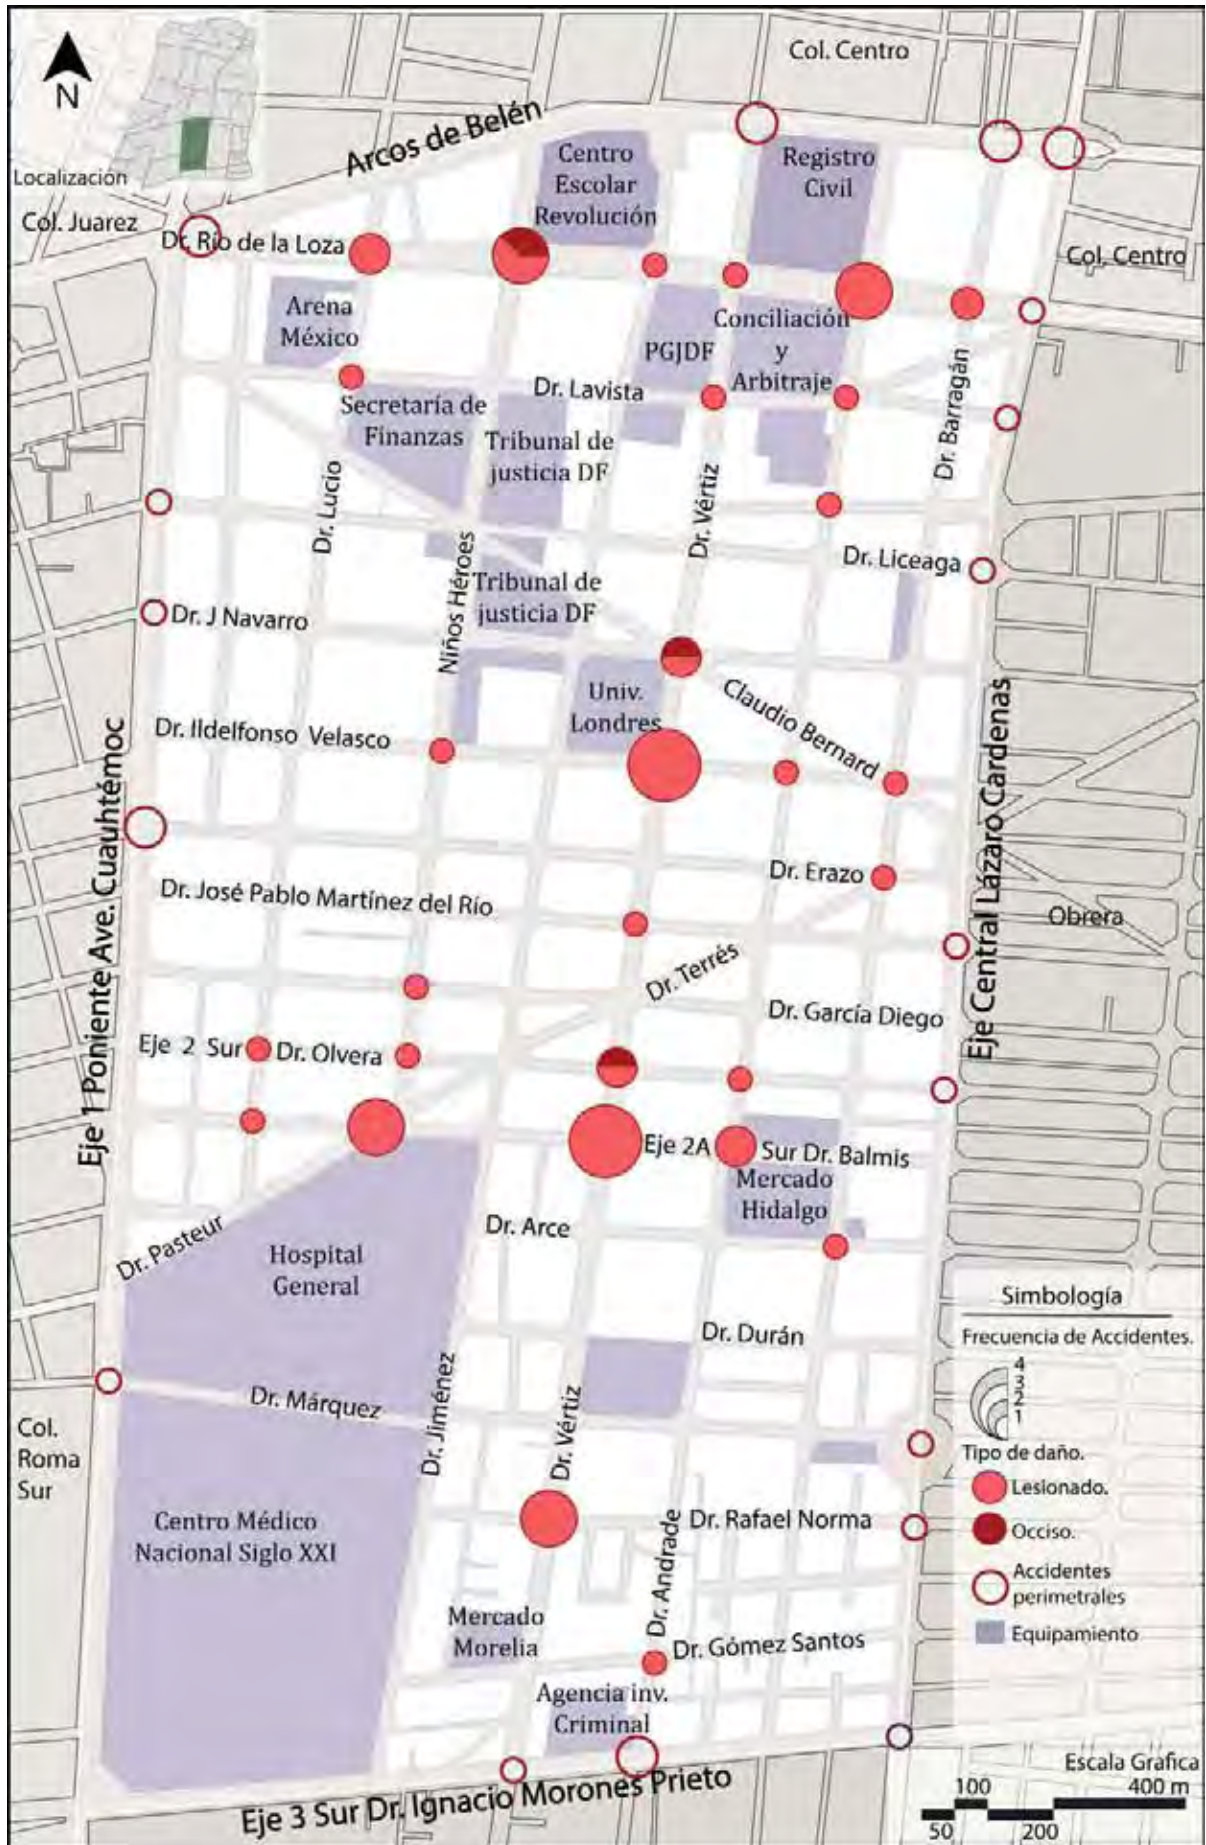 Col. Centro
N
Arcos de Belén
Localización
Col. Juarez
Centro
Escolar
Revolución
Registro
Civil
Dr. Río de la Loza
Col. Centro
Arena
México
PGJDF
Conciliación
y
Arbitraje
Dr. Lavista
Secretaría de
Finanzas
Tribunal de
justicia DF
Dr. Barragán
Dr. Lucio
Dr. Vértiz
Niños Héroes
Dr. Liceaga
Tribunal de
justicia DF
Dr. J Navarro
Univ.
Londres
Claudio Bernard
Dr. Ildelfonso Velasco
Eje 1 Poniente Ave. Cuauhtémoc
Eje Central Lázaro Cardenas
Dr. Erazo
Dr. José Pablo Martínez del Río
Obrera
Dr. Terrés
Dr. García Diego
Eje 2 Sur Dr. Olvera
Eje 2A Sur Dr. Balmis
Mercado
Hidalgo
Dr. Pasteur
Dr. Arce
Hospital
General
Dr. Durán
Dr. Jiménez
Dr. Márquez
Dr. Vértiz
Col.
Roma
Sur
Centro Médico
Nacional Siglo XXI
Dr. Rafael Norma
Dr. Andrade
Mercado
Morelia
Dr. Gómez Santos
Agencia inv.
Criminal
Eje 3 Sur Dr. Ignacio Morones Prieto
Simbología
Frecuencia de Accidentes.
4
3
2
1
Tipo de daño.
Lesionado.
Occiso.
Accidentes
perimetrales
Equipamiento
Escala Grafica
100 400 m
50 200